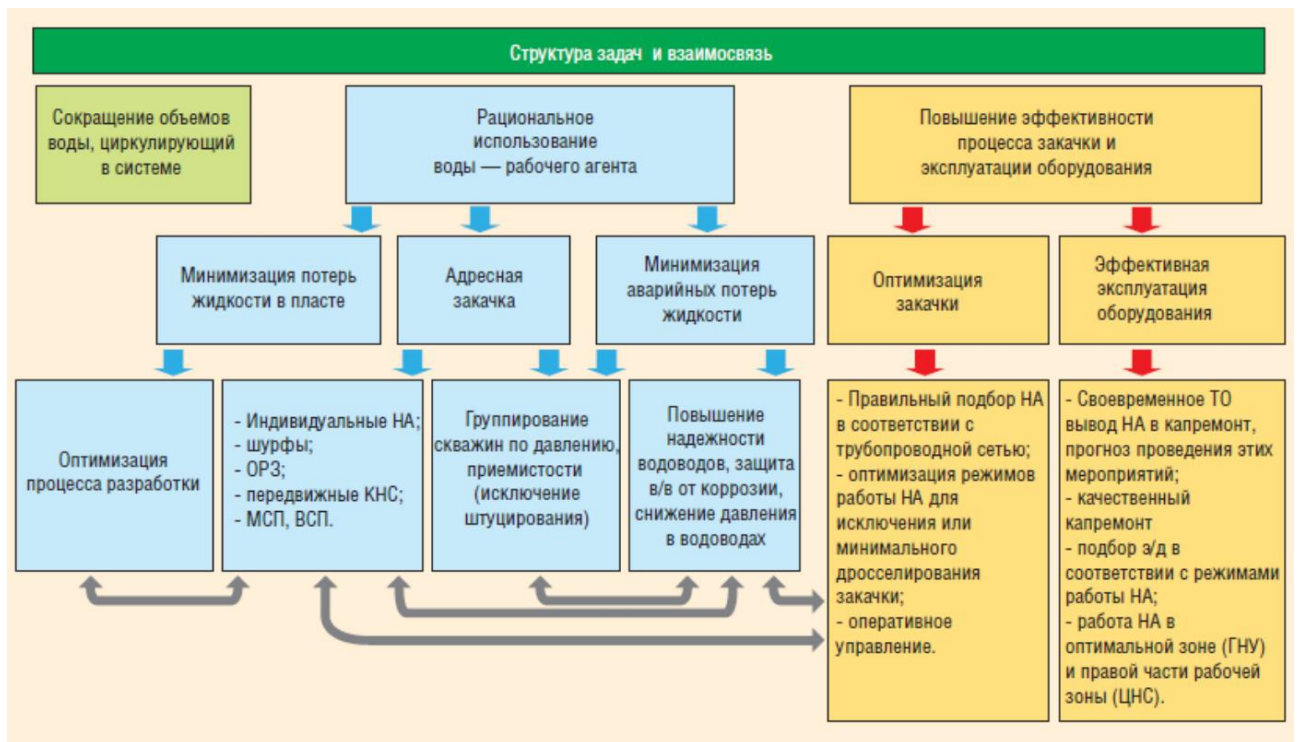 Структура задач и взаимосвязь
Сокращение объемов
воды, циркулирующий
в системе
Рациональное
использование
воды — рабочего агента
Повышение эффективности
процесса закачки и
эксплуатации оборудования
Минимизация потерь
жидкости в пласте
Адресная
закачка
Минимизация
аварийных потерь
жидкости
Оптимизация
закачки
Эффективная
эксплуатация
оборудования
Оптимизация
процесса разработки
- Индивидуальные НА;
- шурфы;
- ОРЗ;
- передвижные КНС;
- МСП, ВСП.
Группирование
скважин по давлению,
приемистости
(исключение
штуцирования)
Повышение
надежности
водоводов, защита
в/в от коррозии,
снижение давления
в водоводах
- Правильный подбор НА
в соответствии с
трубопроводной сетью;
- оптимизация режимов
работы НА для
исключения или
минимального
дросселирования
закачки;
- оперативное
управление.
- Своевременное ТО
вывод НА в капремонт,
прогноз проведения этих
мероприятий;
- качественный
капремонт
- подбор э/д в
соответствии с режимами
работы НА;
- работа НА в
оптимальной зоне (ГНУ)
и правой части рабочей
зоны (ЦНС).